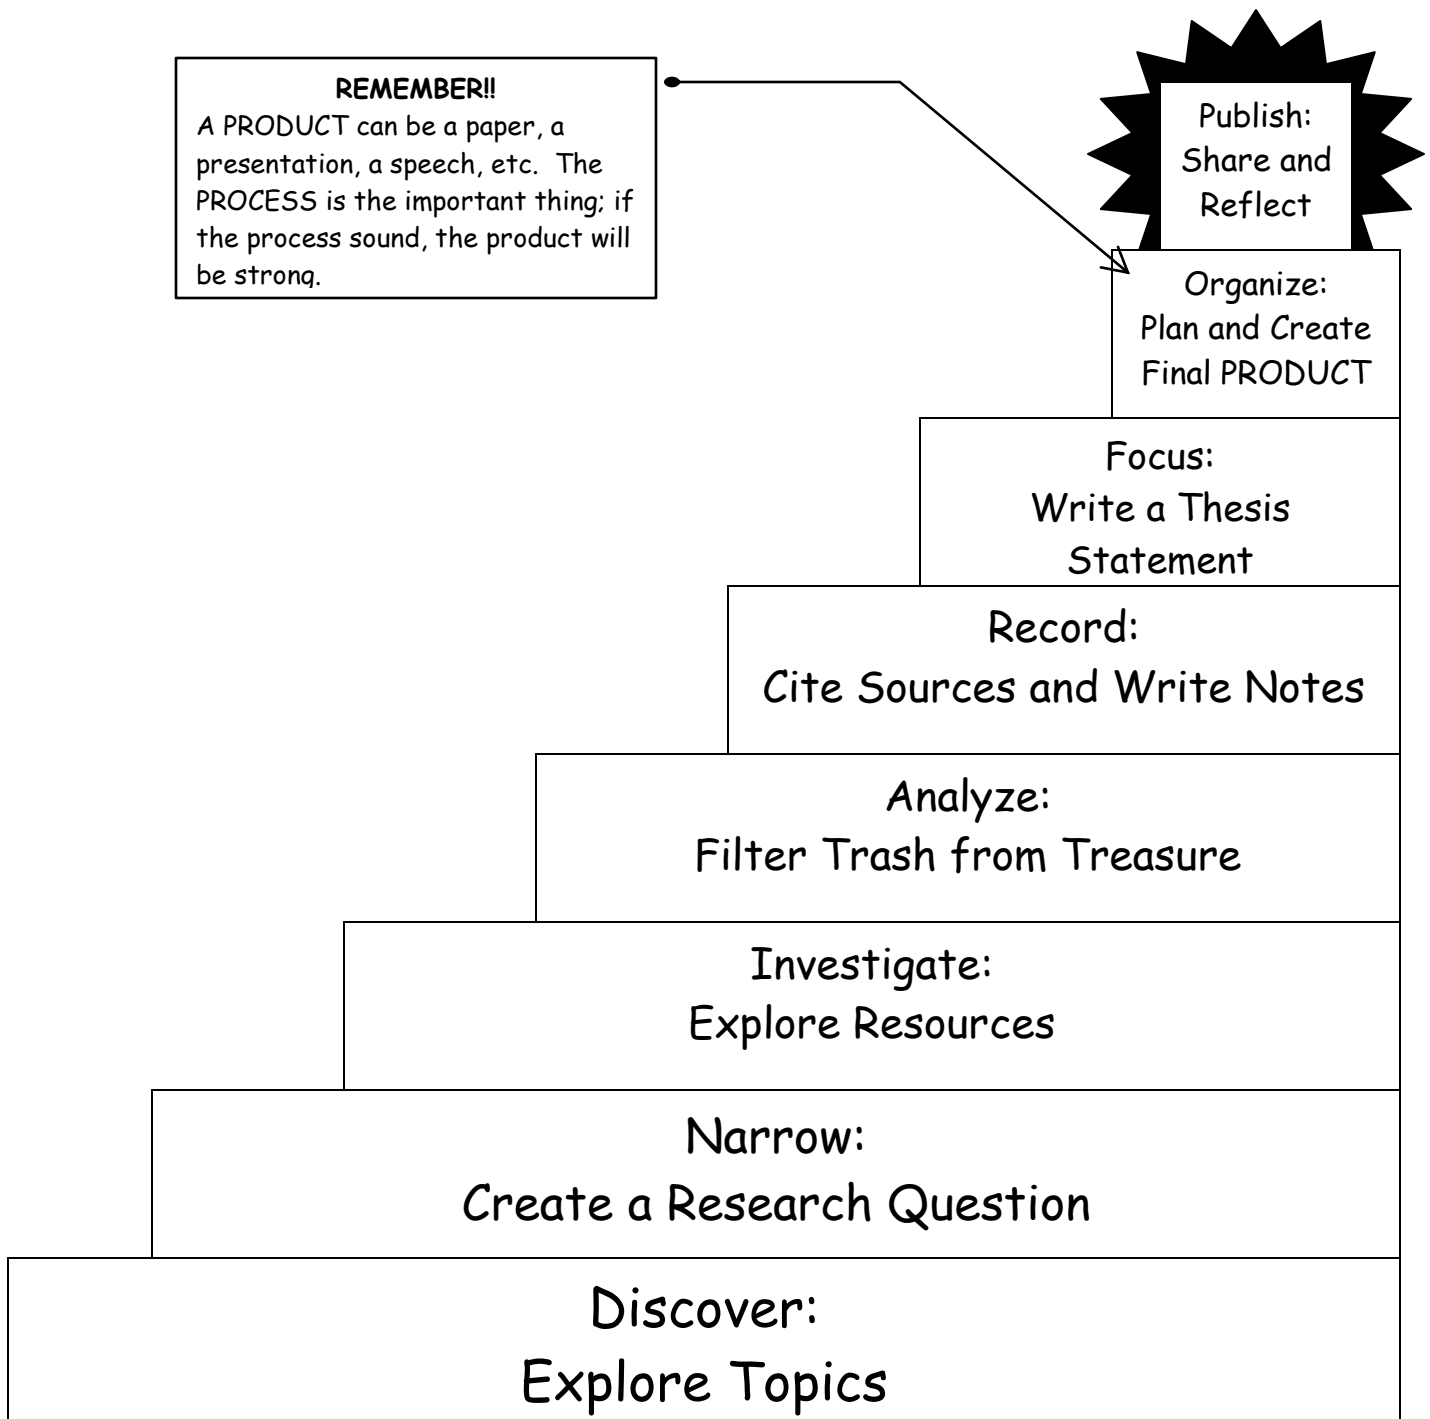 REMEMBER!!
A PRODUCT can be a paper, a
presentation, a speech, etc.  The
PROCESS is the important thing; if
the process sound, the product will
be strong.
Publish:
Share and
Reflect
Organize:
Plan and Create
Final PRODUCT
Focus:
Write a Thesis
Statement
Record:
Cite Sources and Write Notes
Analyze:
Filter Trash from Treasure
Investigate:
Explore Resources
Narrow:
Create a Research Question
Discover:
Explore Topics